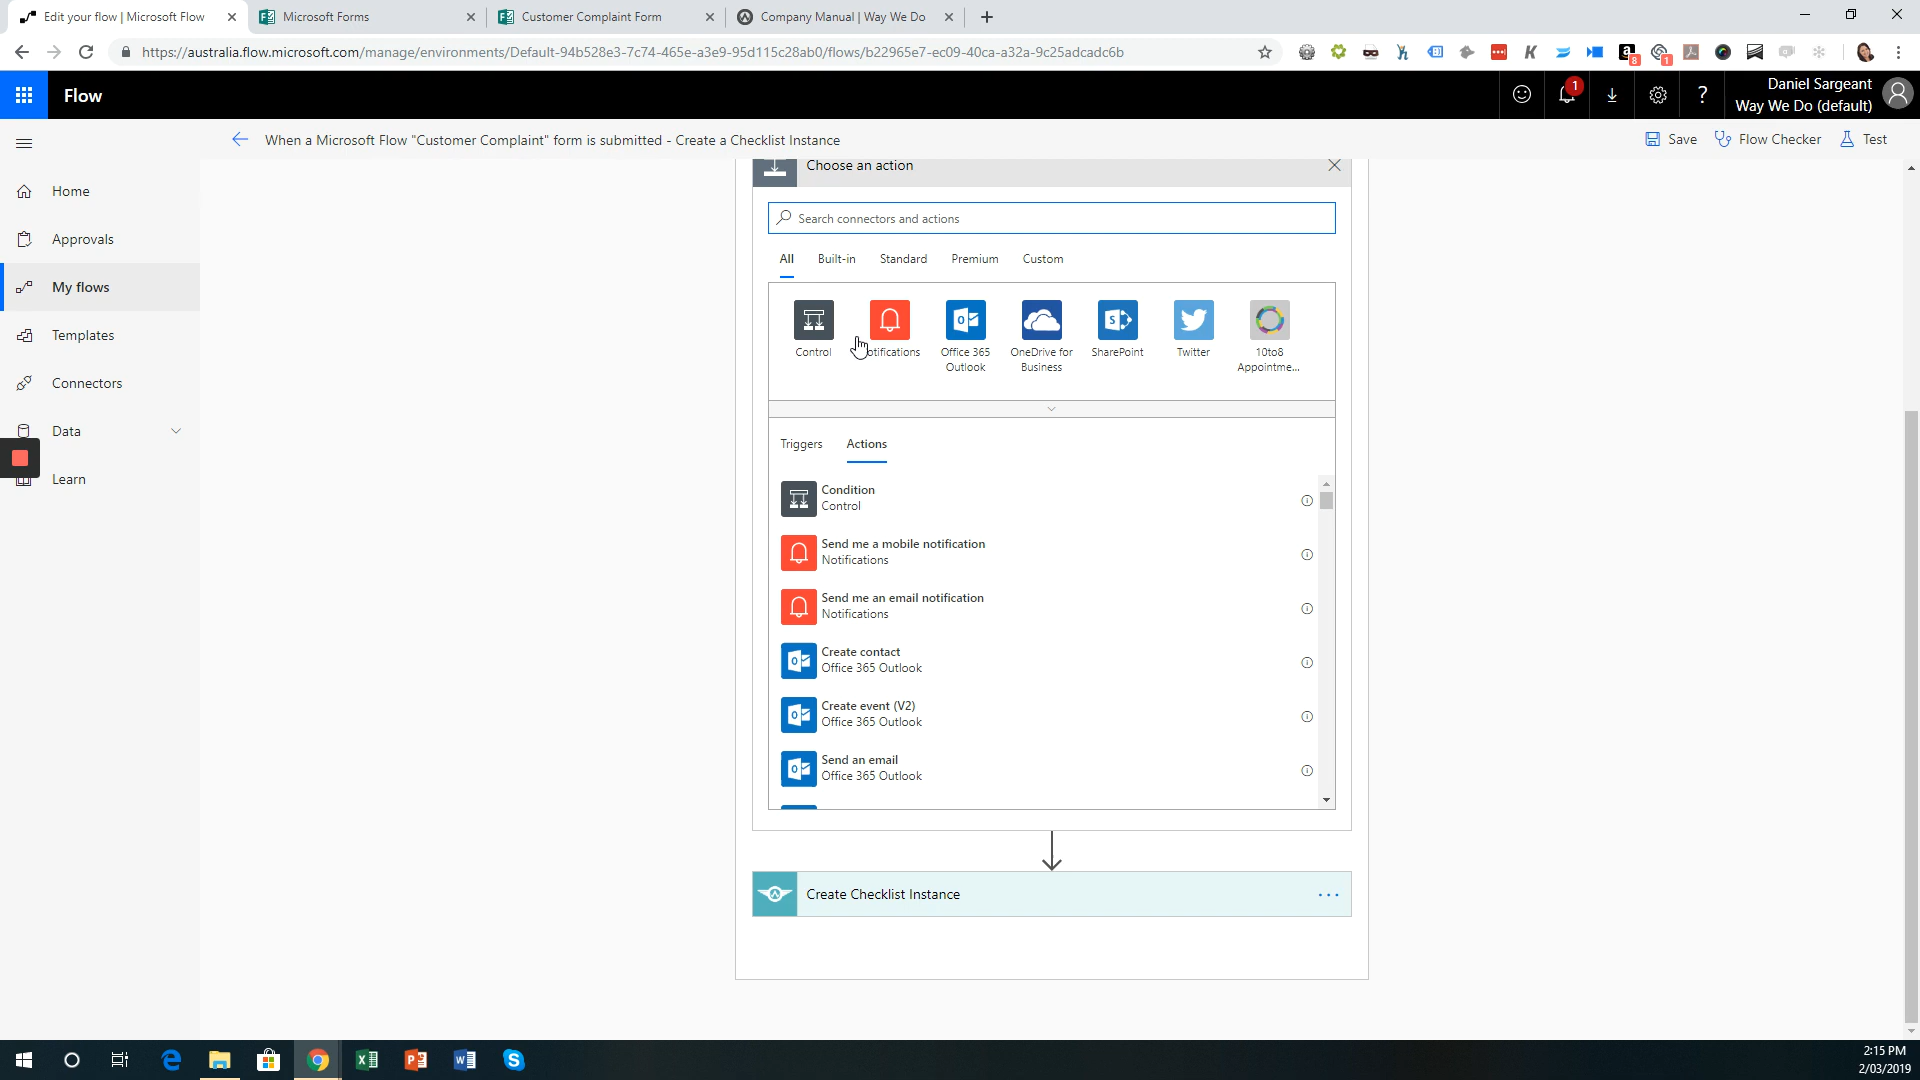 Edit your flow | Microsoft Flow
Microsoft Forms
Customer Complaint Form
Company Manual | Way We Do
https://australia.flow.microsoft.com/manage/environments/Default-94b528e3-7c74-465e-a3e9-95d115c28ab0/flows/b22965e7-ec09-40ca-a32a-9c25adcadc6b
8
1
Flow
1
?
Daniel Sargeant
Way We Do (default)
When a Microsoft Flow "Customer Complaint" form is submitted - Create a Checklist Instance
Save
Flow Checker
Test
Home
Approvals
My flows
Templates
Connectors
Data
Learn
Choose an action
Search connectors and actions
All
Built-in
Standard
Premium
Custom
Control
otifications
Office 365
Outlook
OneDrive for
Business
SharePoint
Twitter
10to8
Appointme...
Triggers
Actions
Condition
Control
Send me a mobile notification
Notifications
Send me an email notification
Notifications
Create contact
Office 365 Outlook
Create event (V2)
Office 365 Outlook
Send an email
Office 365 Outlook
Create Checklist Instance
2:15 PM
2/03/2019